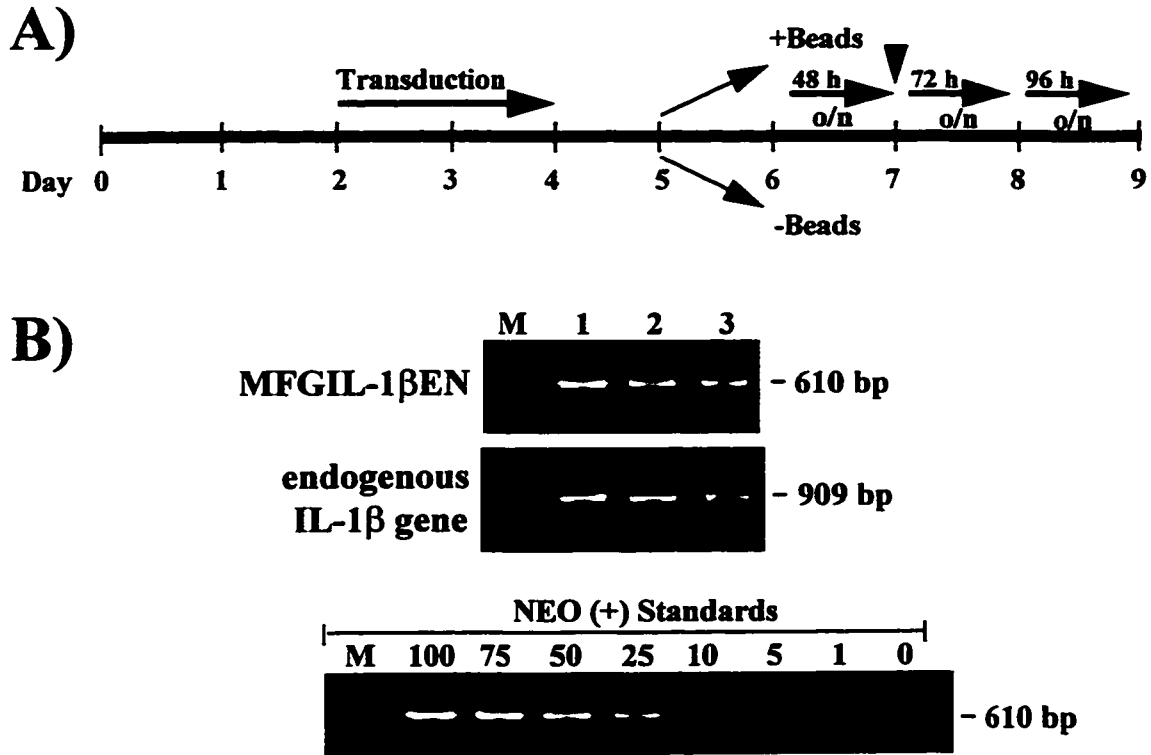 A)
+Beads
Transduction
48 h 72 h 96 h
o/n o/n o/n
Day 0 1 2 3 4 5 6 7 8 9
-Beads
B)
M 1 2 3
MFGIL-1βEN - 610 bp
endogenous
IL-1β gene - 909 bp
NEO (+) Standards
M 100 75 50 25 10 5 1 0
- 610 bp